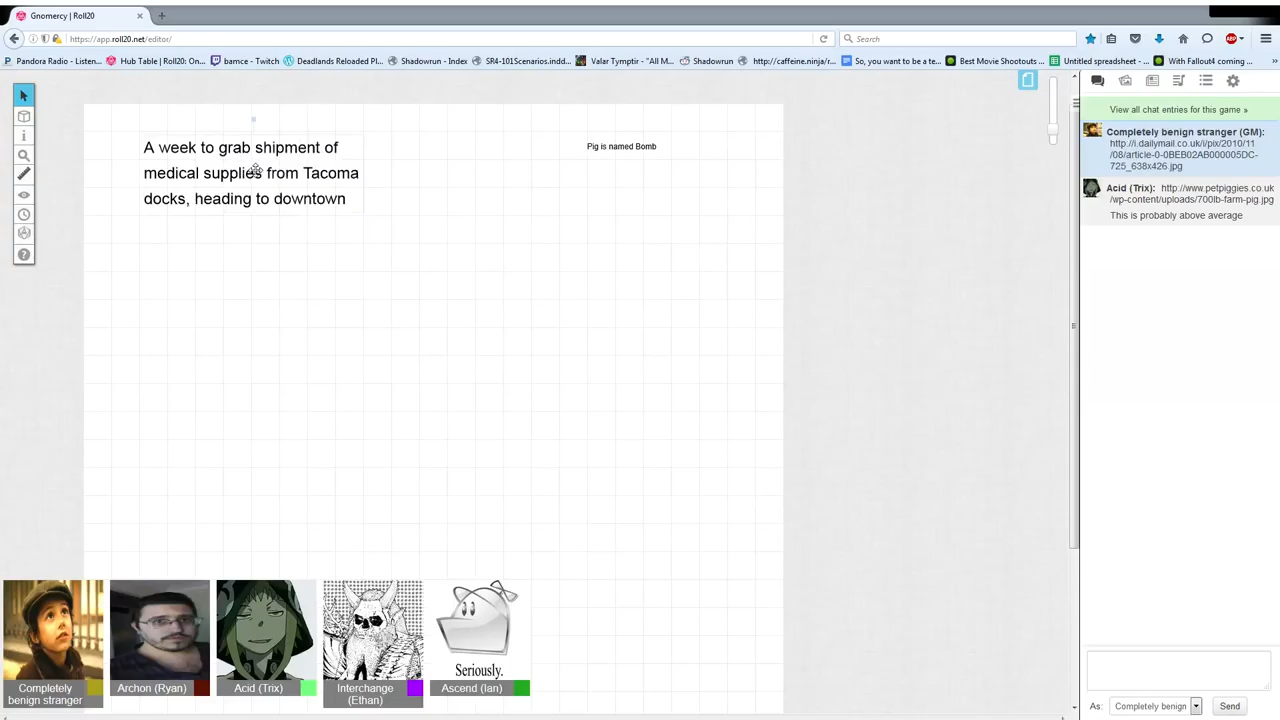 Gnomercy | Roll20
https://app.roll20.net/editor/
Search
ABP
Pandora Radio - Listen...
Hub Table | Roll20: On...
bamce - Twitch
Deadlands Reloaded Pl...
Shadowrun - Index
SR4-101Scenarios.indd...
Valar Tymptir - "All M...
Shadowrun
http://caffeine.ninja/r...
So, you want to be a te...
Best Movie Shootouts ...
Untitled spreadsheet - ...
With Fallout4 coming ...
A week to grab shipment of
medical supplies from Tacoma
docks, heading to downtown
Pig is named Bomb
View all chat entries for this game »
Completely benign stranger (GM):
http://i.dailymail.co.uk/i/pix/2010/11
/08/article-0-0BEB02AB000005DC-
725_638x426.jpg
Acid (Trix): http://www.petpiggies.co.uk
/wp-content/uploads/700lb-farm-pig.jpg
This is probably above average
Seriously.
Completely
benign stranger
Archon (Ryan)
Acid (Trix)
Interchange
(Ethan)
Ascend (Ian)
As:
Completely benign
Send